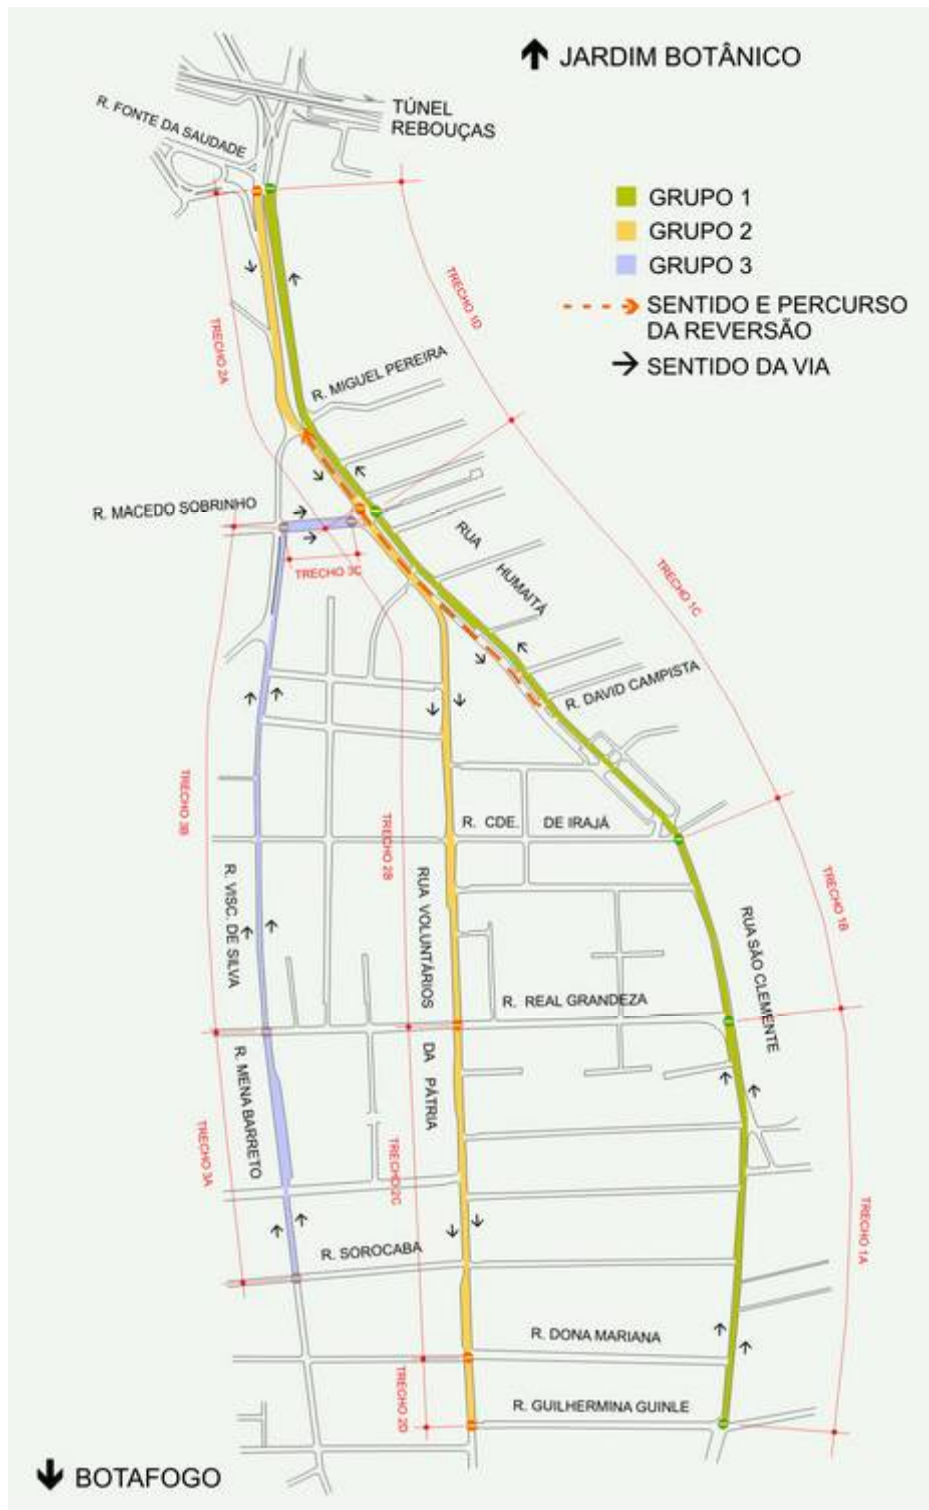 JARDIM BOTÂNICO
TÚNEL
REBOUÇAS
R. FONTE DA SAUDADE
GRUPO 1
GRUPO 2
GRUPO 3
SENTIDO E PERCURSO
DA REVERSÃO
SENTIDO DA VIA
TRECHO 1D
TRECHO 2A
R. MIGUEL PEREIRA
R. MACEDO SOBRINHO
TRECHO 3C
RUA
HUMAITÁ
TRECHO 1C
R. DAVID CAMPISTA
TRECHO 3B
TRECHO 2B
R. CDE. DE IRAJÁ
R. VISC. DE SILVA
RUA VOLUNTÁRIOS
DA PÁTRIA
TRECHO 1B
RUA SÃO CLEMENTE
R. REAL GRANDEZA
R. MENA BARRETO
TRECHO 3A
TRECHO 2C
TRECHO 1A
R. SOROCABA
R. DONA MARIANA
TRECHO 2D
R. GUILHERMINA GUINLE
BOTAFOGO